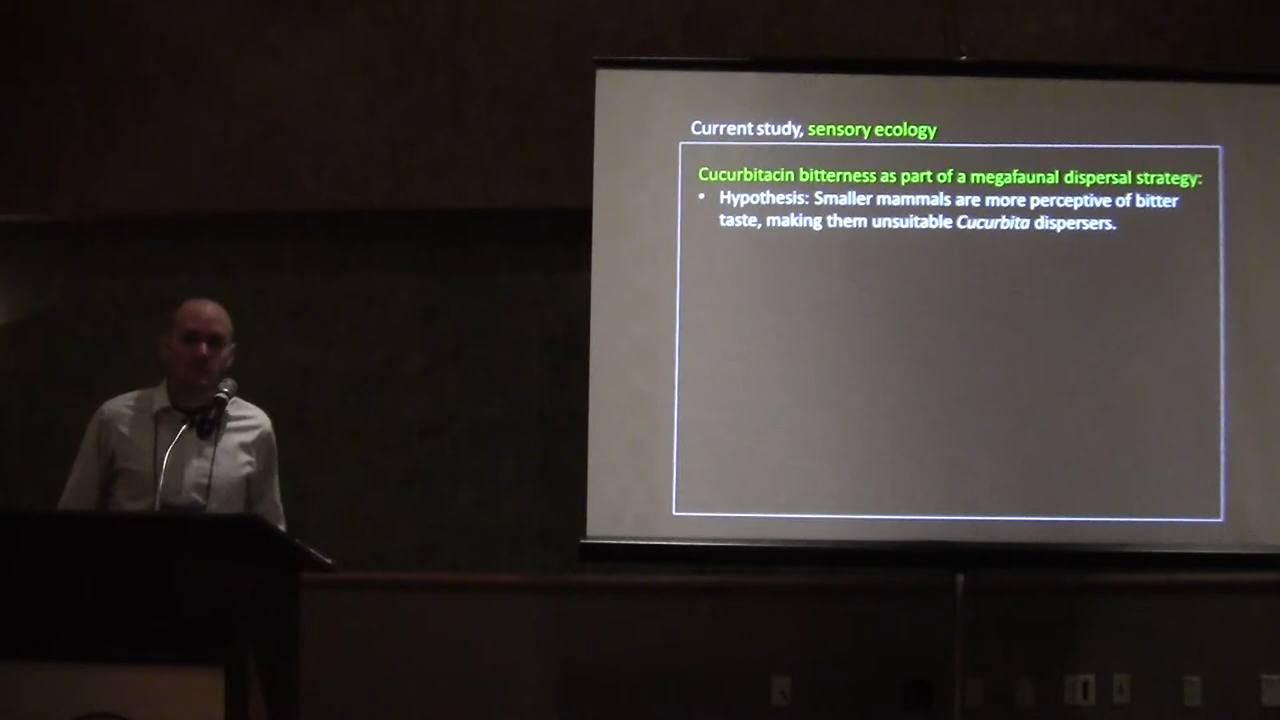 Current study, sensory ecology
Cucurbitacin bitterness as part of a megafaunal dispersal strategy:
• Hypothesis: Smaller mammals are more perceptive of bitter
taste, making them unsuitable Cucurbita dispersers.